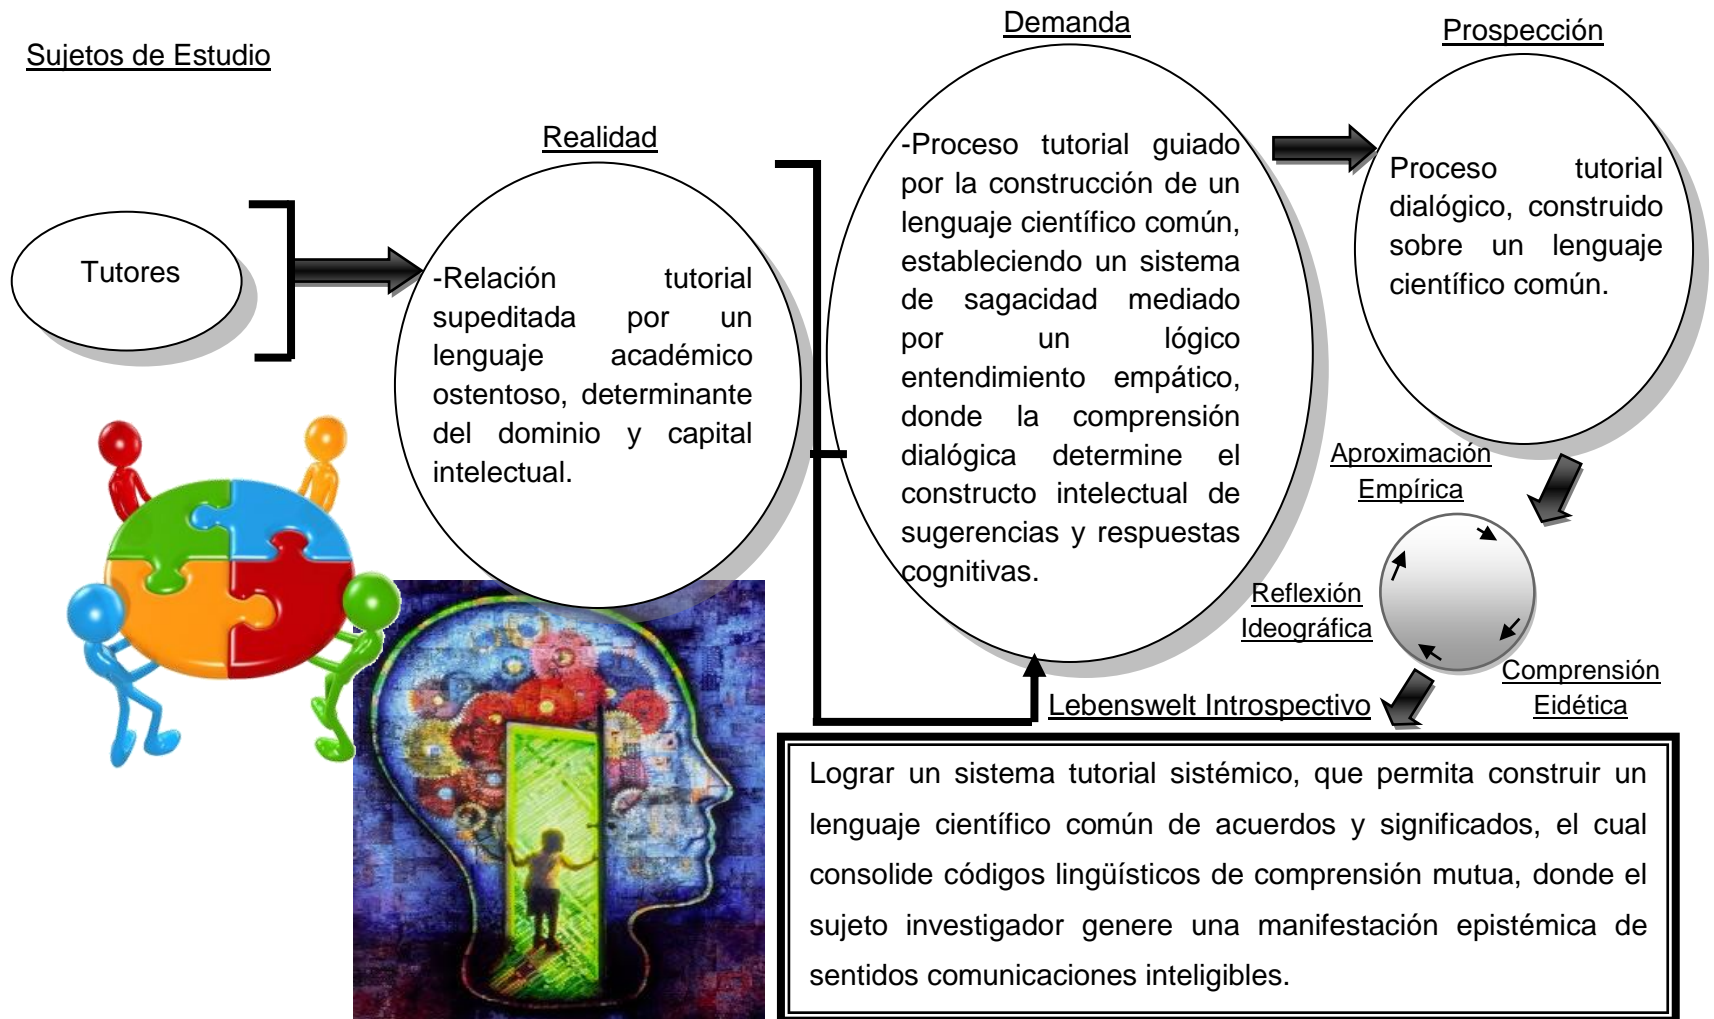 Sujetos de Estudio
Tutores
Realidad
-Relación tutorial
supeditada por un
lenguaje académico
ostentoso, determinante
del dominio y capital
intelectual.
Demanda
-Proceso tutorial guiado
por la construcción de un
lenguaje científico común,
estableciendo un sistema
de sagacidad mediado
por un lógico
entendimiento empático,
donde la comprensión
dialógica determine el
constructo intelectual de
sugerencias y respuestas
cognitivas.
Prospección
Proceso tutorial
dialógico, construido
sobre un lenguaje
científico común.
Aproximación
Empírica
Reflexión
Ideográfica
Comprensión
Eidética
Lebenswelt Introspectivo
Lograr un sistema tutorial sistémico, que permita construir un
lenguaje científico común de acuerdos y significados, el cual
consolide códigos lingüísticos de comprensión mutua, donde el
sujeto investigador genere una manifestación epistémica de
sentidos comunicaciones inteligibles.